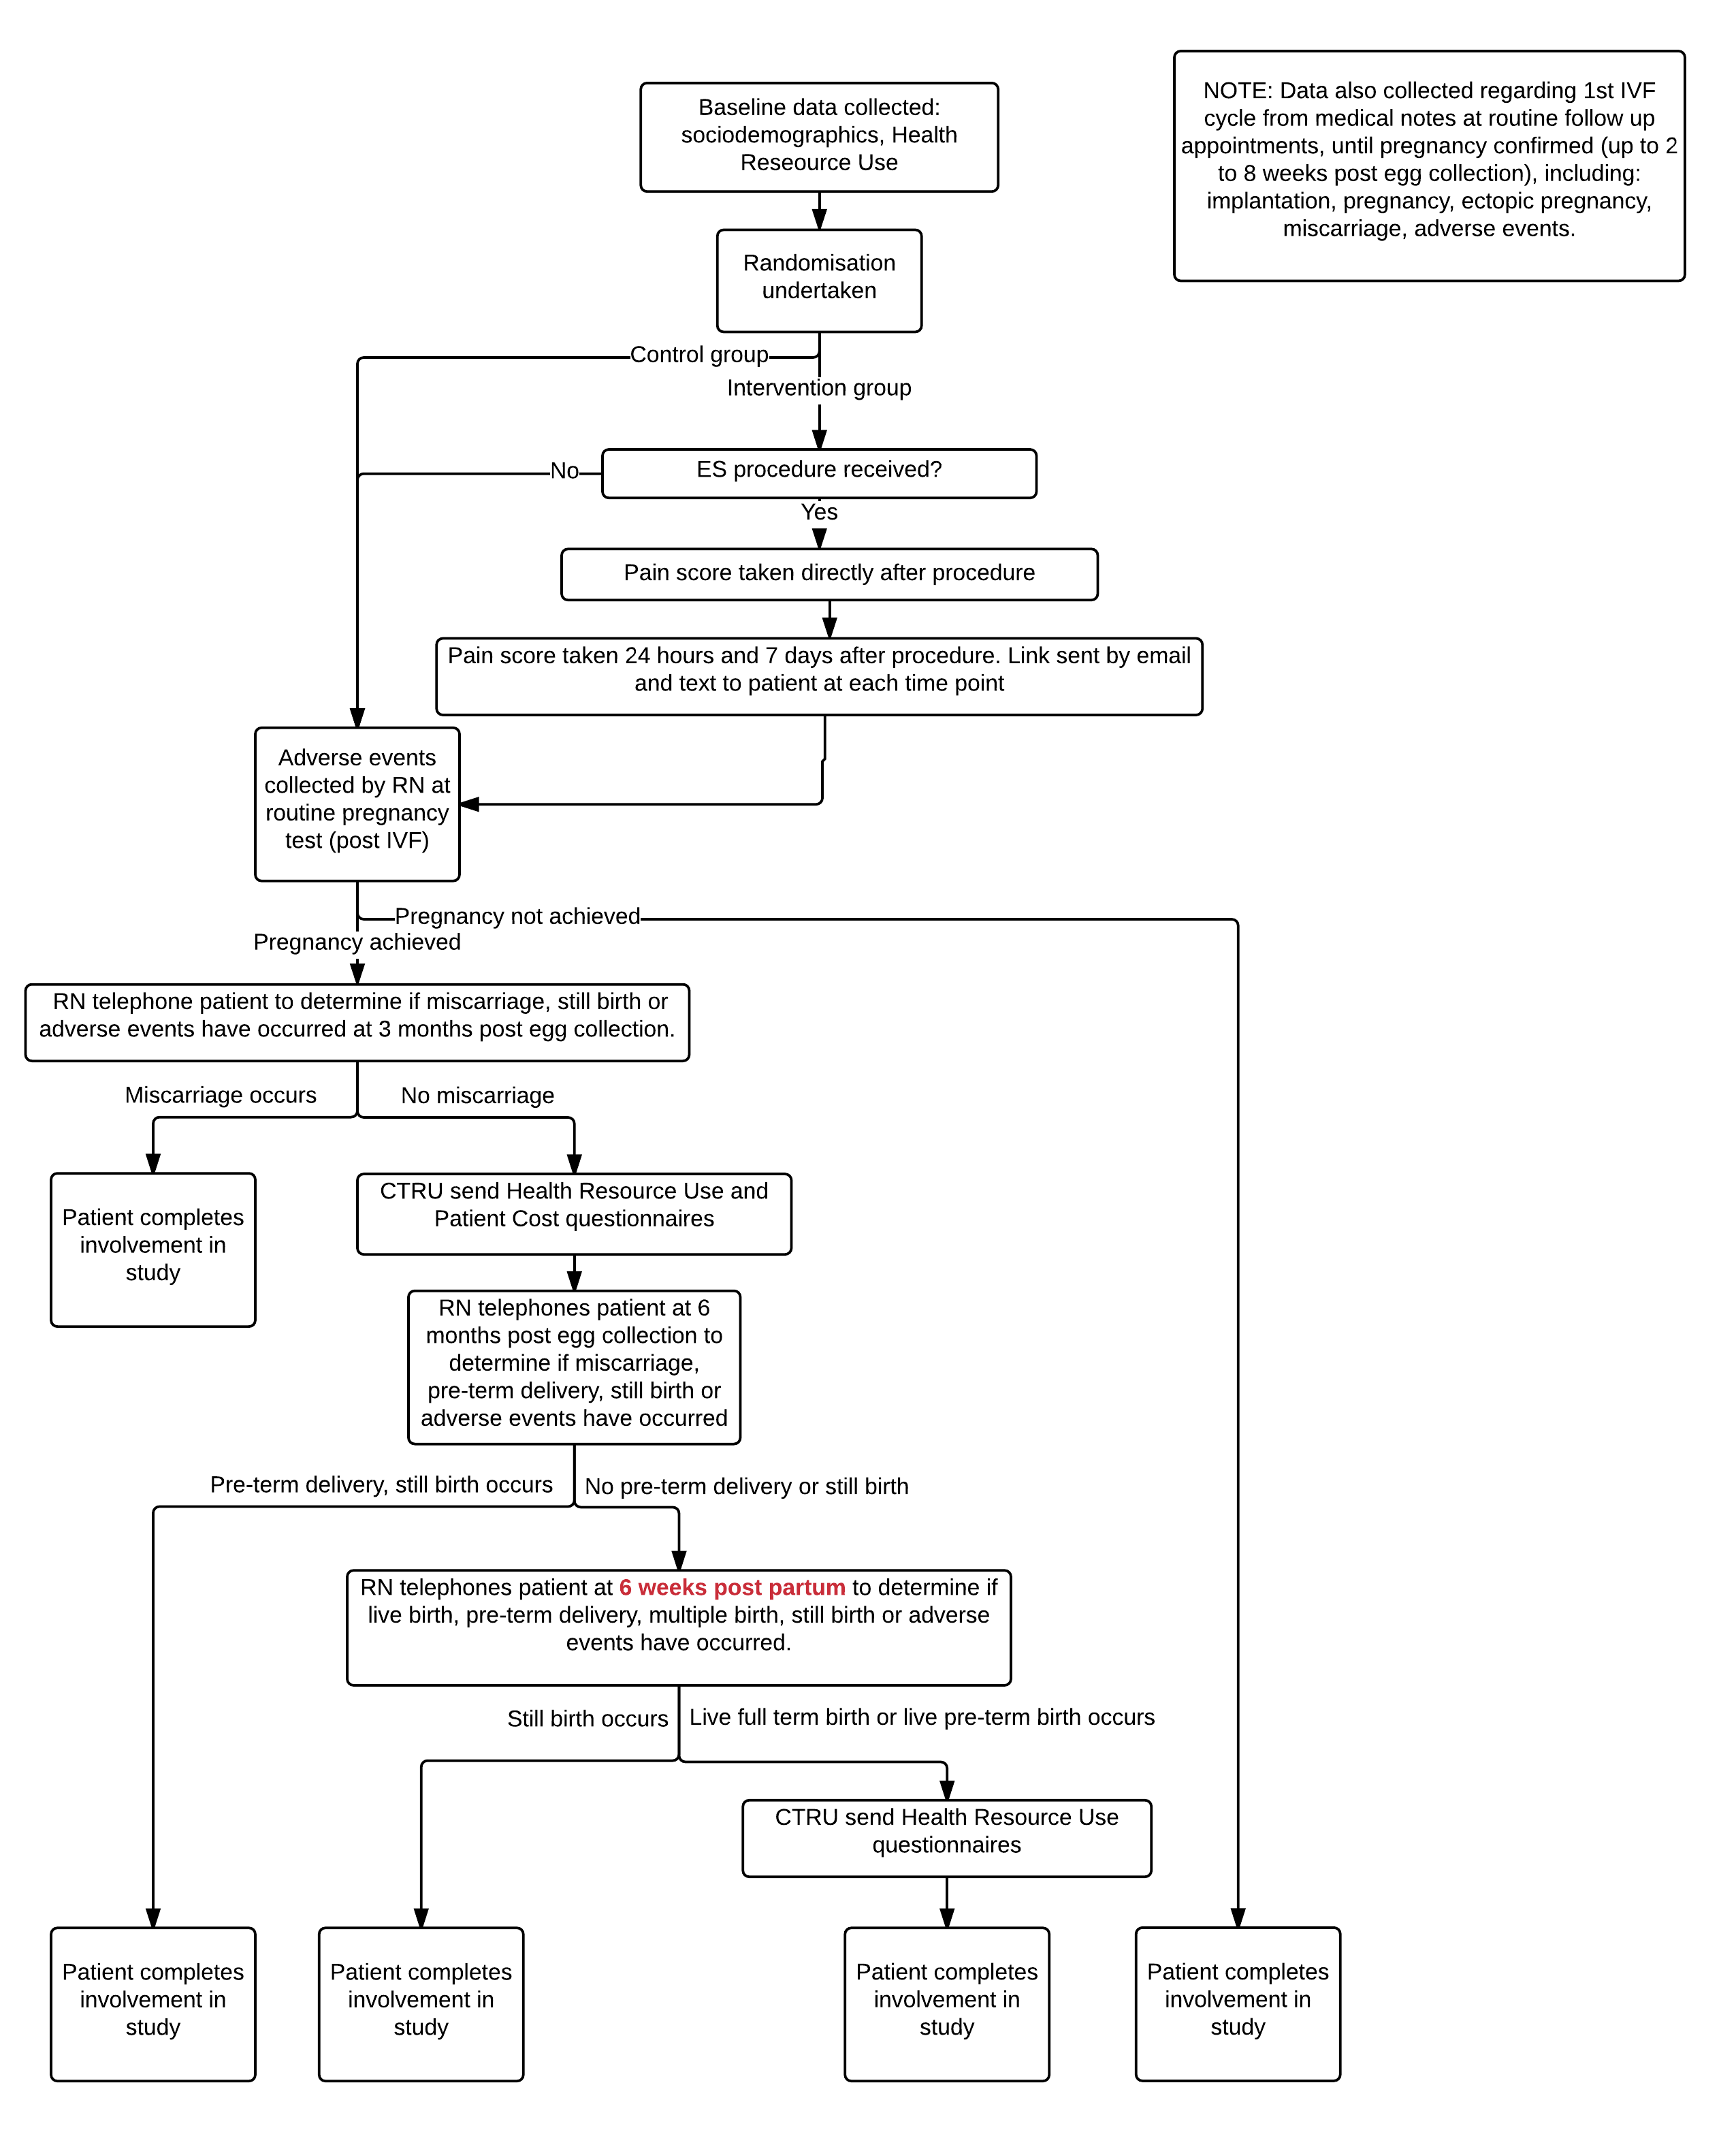 Baseline data collected:
sociodemographics, Health
Reseource Use
NOTE: Data also collected regarding 1st IVF
cycle from medical notes at routine follow up
appointments, until pregnancy confirmed (up to 2
to 8 weeks post egg collection), including:
implantation, pregnancy, ectopic pregnancy,
miscarriage, adverse events.
Randomisation
undertaken
Control group
Intervention group
ES procedure received?
No
Yes
Pain score taken directly after procedure
Pain score taken 24 hours and 7 days after procedure. Link sent by email
and text to patient at each time point
Adverse events
collected by RN at
routine pregnancy
test (post IVF)
Pregnancy not achieved
Pregnancy achieved
RN telephone patient to determine if miscarriage, still birth or
adverse events have occurred at 3 months post egg collection.
Miscarriage occurs
No miscarriage
Patient completes
involvement in
study
CTRU send Health Resource Use and
Patient Cost questionnaires
RN telephones patient at 6
months post egg collection to
determine if miscarriage,
pre-term delivery, still birth or
adverse events have occurred
Pre-term delivery, still birth occurs
No pre-term delivery or still birth
RN telephones patient at 6 weeks post partum to determine if
live birth, pre-term delivery, multiple birth, still birth or adverse
events have occurred.
Still birth occurs
Live full term birth or live pre-term birth occurs
CTRU send Health Resource Use
questionnaires
Patient completes
involvement in
study
Patient completes
involvement in
study
Patient completes
involvement in
study
Patient completes
involvement in
study